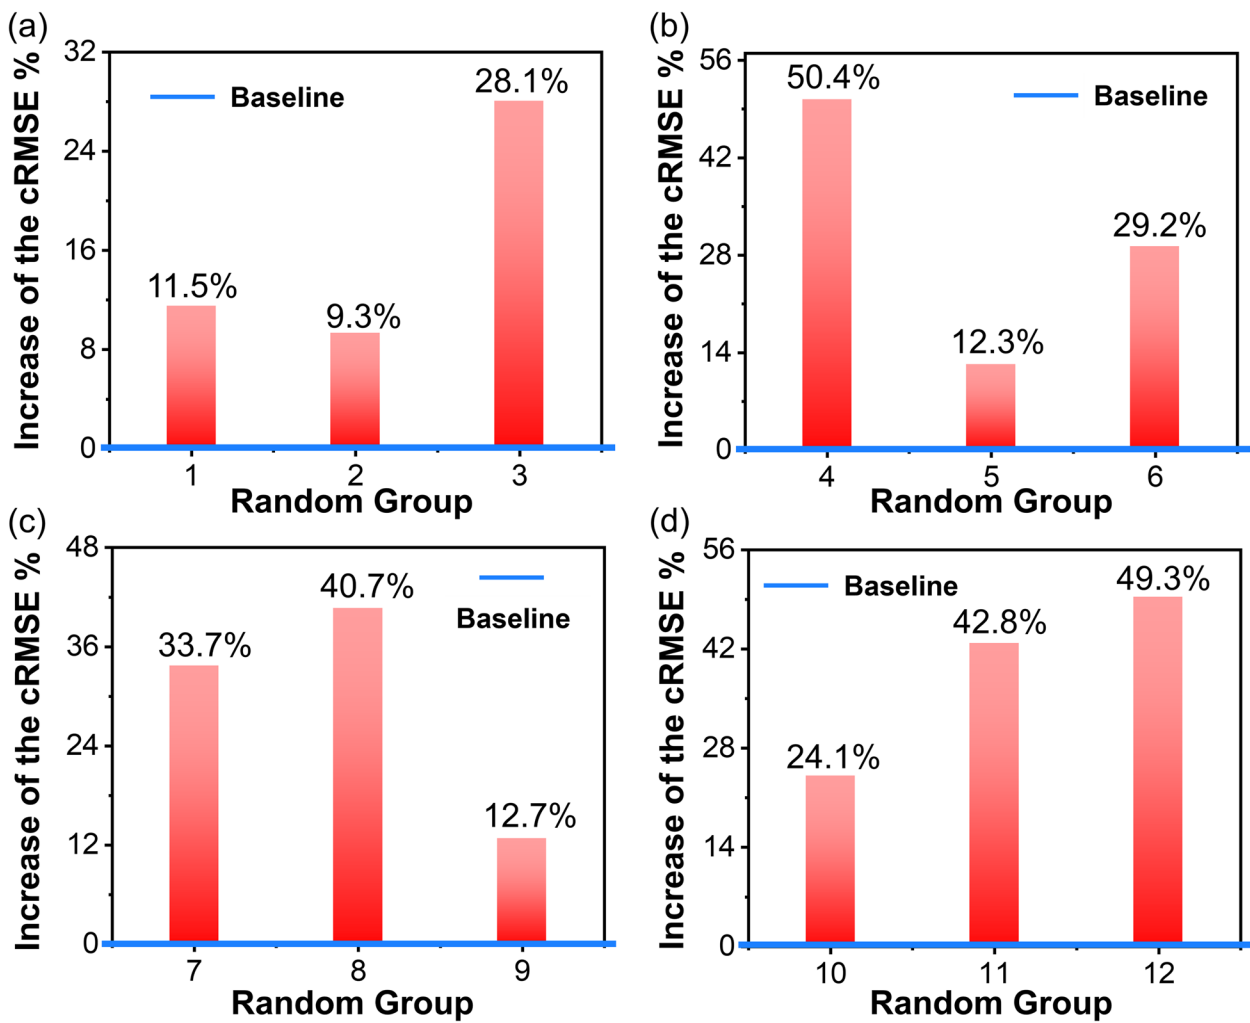 (a)
Increase of the cRMSE %
32
24
16
8
0
Baseline
11.5%
9.3%
28.1%
1
2
3
Random Group
(b)
Increase of the cRMSE %
56
42
28
14
0
Baseline
50.4%
12.3%
29.2%
4
5
6
Random Group
(c)
Increase of the cRMSE %
48
36
24
12
0
Baseline
33.7%
40.7%
12.7%
7
8
9
Random Group
(d)
Increase of the cRMSE %
56
42
28
14
0
Baseline
24.1%
42.8%
49.3%
10
11
12
Random Group